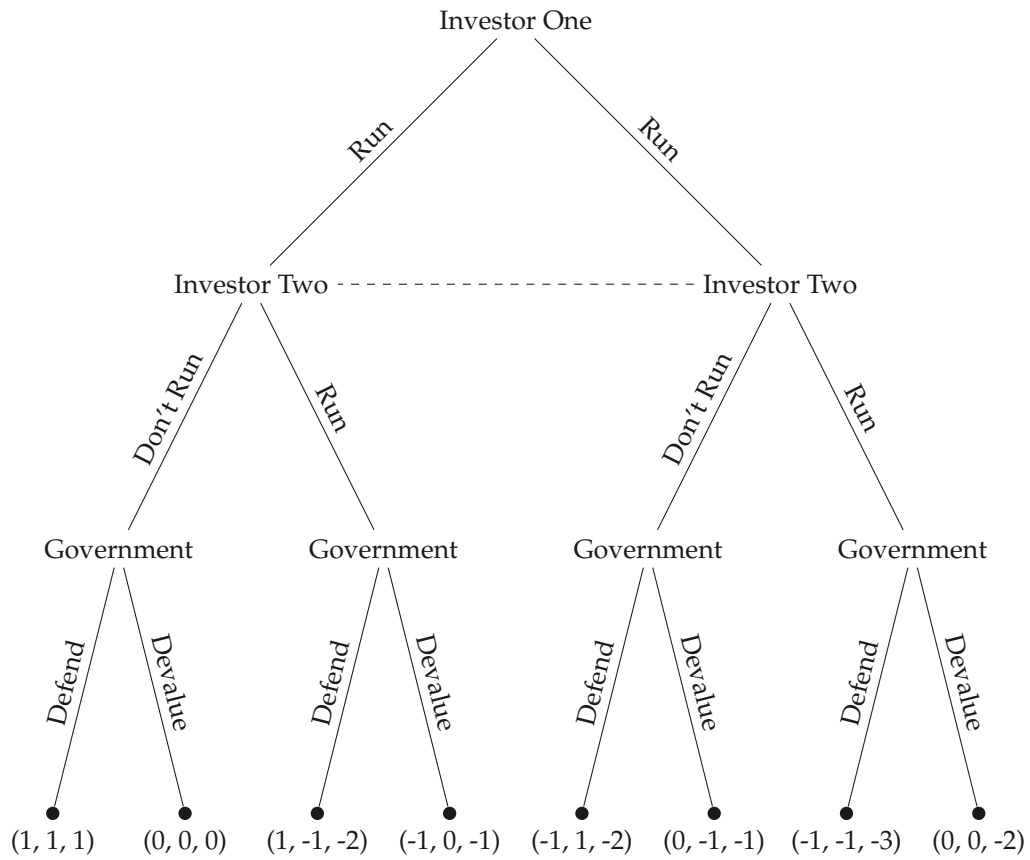 Investor One
Run
Run
Investor Two
Investor Two
Don't Run
Run
Don't Run
Run
Government
Government
Government
Government
Defend
Devalue
Defend
Devalue
Defend
Devalue
Defend
Devalue
(1, 1, 1)
(0, 0, 0)
(1, -1, -2)
(-1, 0, -1)
(-1, 1, -2)
(0, -1, -1)
(-1, -1, -3)
(0, 0, -2)